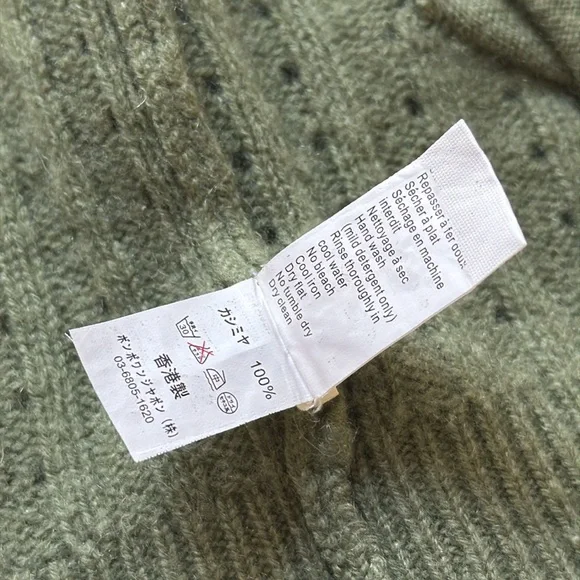 Repasser à fer doux
Sécher à plat
Séchage en machine
interdit
Nettoyage à sec
Hand wash
(mild detergent only)
Rinse thoroughly in
cool water
No bleach
Cool iron
Dry flat
No tumble dry
Dry clean
カシミヤ 100%
30
香港製
ボンポワンジャポン (株)
03-6805-1620